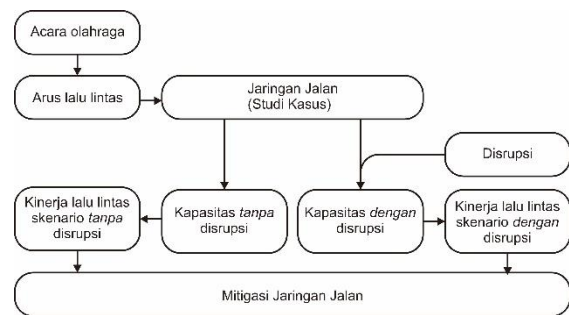 Acara olahraga
Arus lalu lintas
Jaringan Jalan
(Studi Kasus)
Disrupsi
Kinerja lalu lintas
skenario tanpa
disrupsi
Kapasitas tanpa
disrupsi
Kapasitas dengan
disrupsi
Kinerja lalu lintas
skenario dengan
disrupsi
Mitigasi Jaringan Jalan